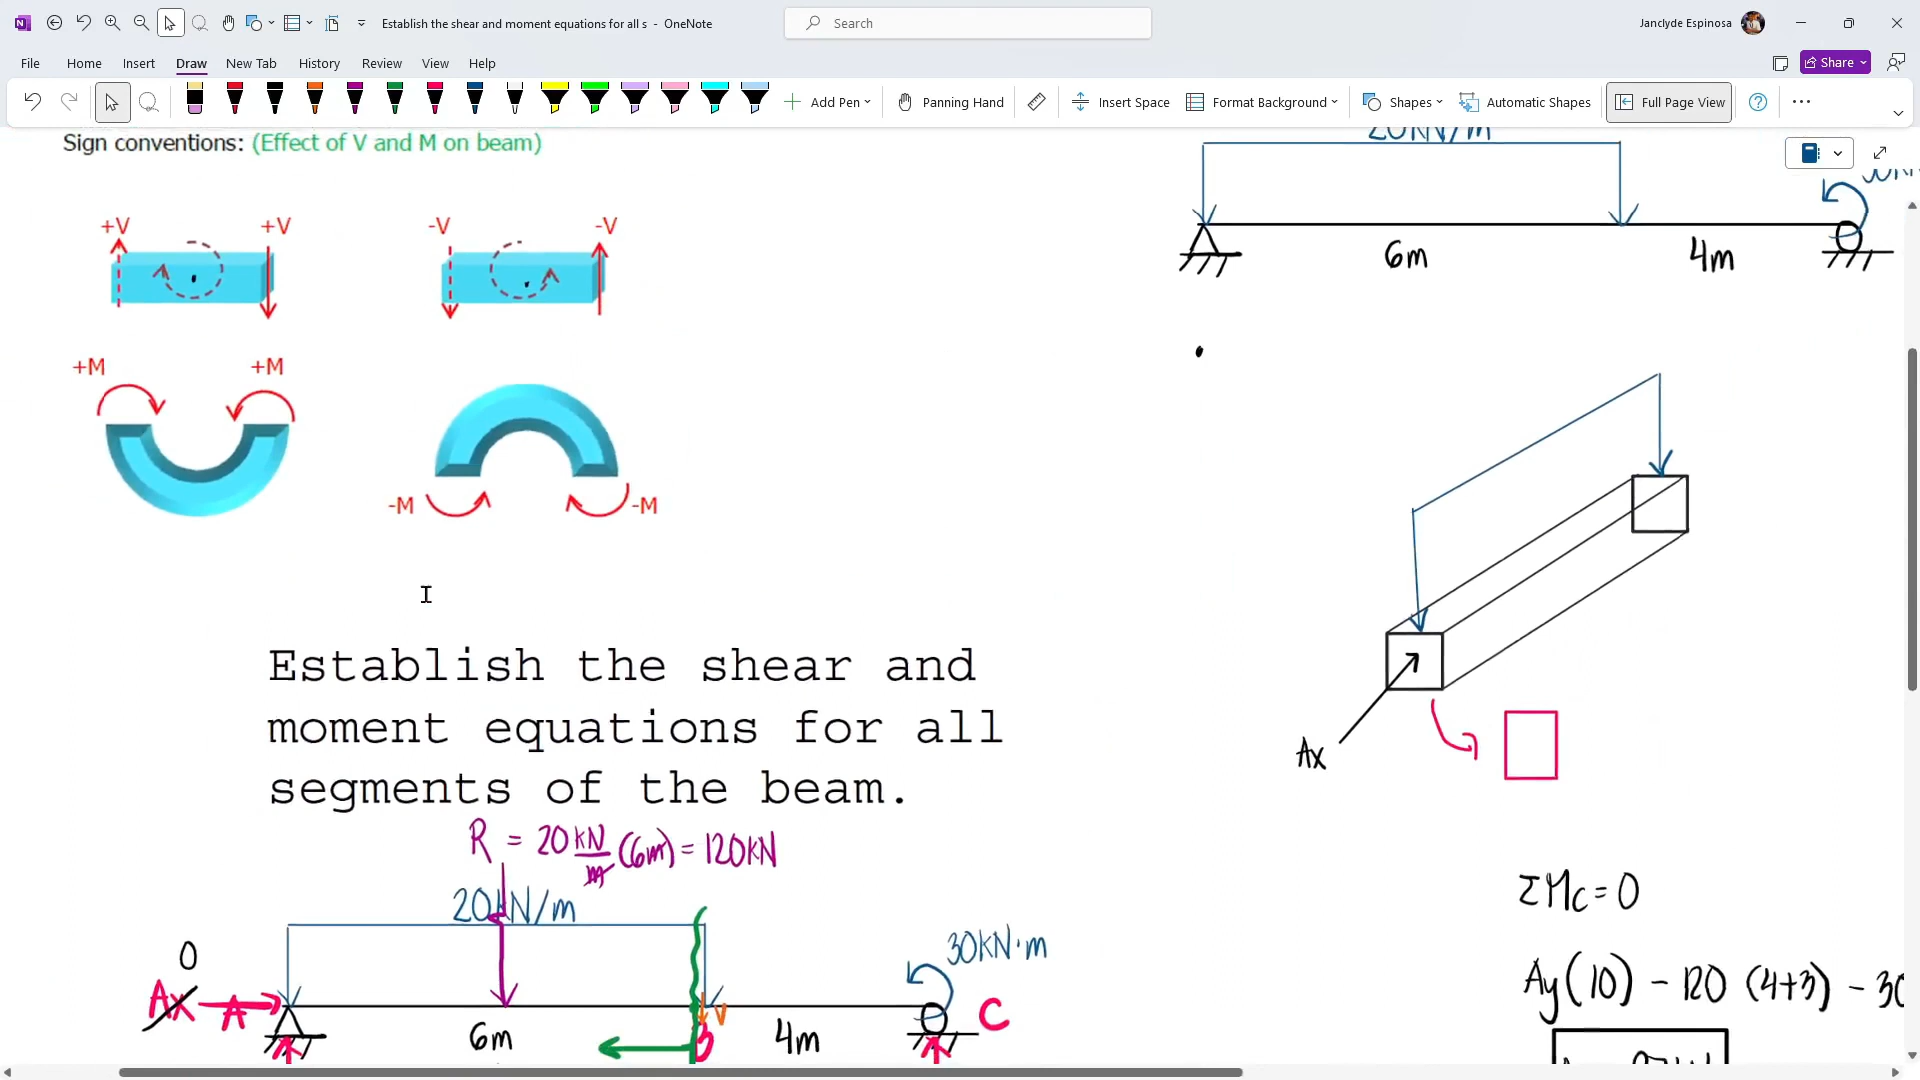 Establish the shear and moment equations for all s - OneNote
Search
Janclyde Espinosa
File Home Insert Draw New Tab History Review View Help
Share
Add Pen
Panning Hand
Insert Space
Format Background
Shapes
Automatic Shapes
Full Page View
Sign conventions: (Effect of V and M on beam)
+V +V -V -V
+M +M
-M -M
20KN/m
6m 4m
Ax
Establish the shear and
moment equations for all
segments of the beam.
R = 20 KN/m (6m) = 120KN
20KN/m
0
30KN·m
Ax A V C
6m 4m
ΣMc = 0
Ay(10) - 120 (4+3) - 30